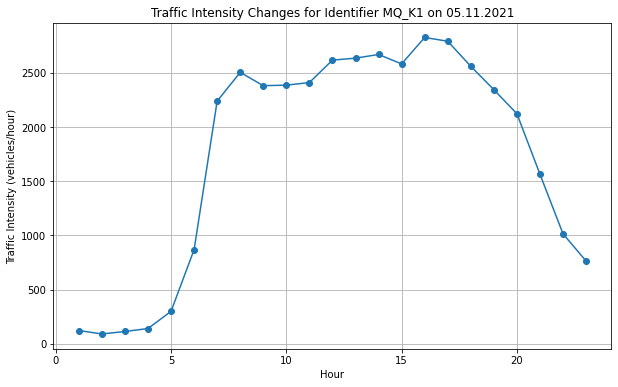 Traffic Intensity Changes for Identifier MQ_K1 on 05.11.2021
Traffic Intensity (vehicles/hour)
2500
2000
1500
1000
500
0
0 5 10 15 20
Hour